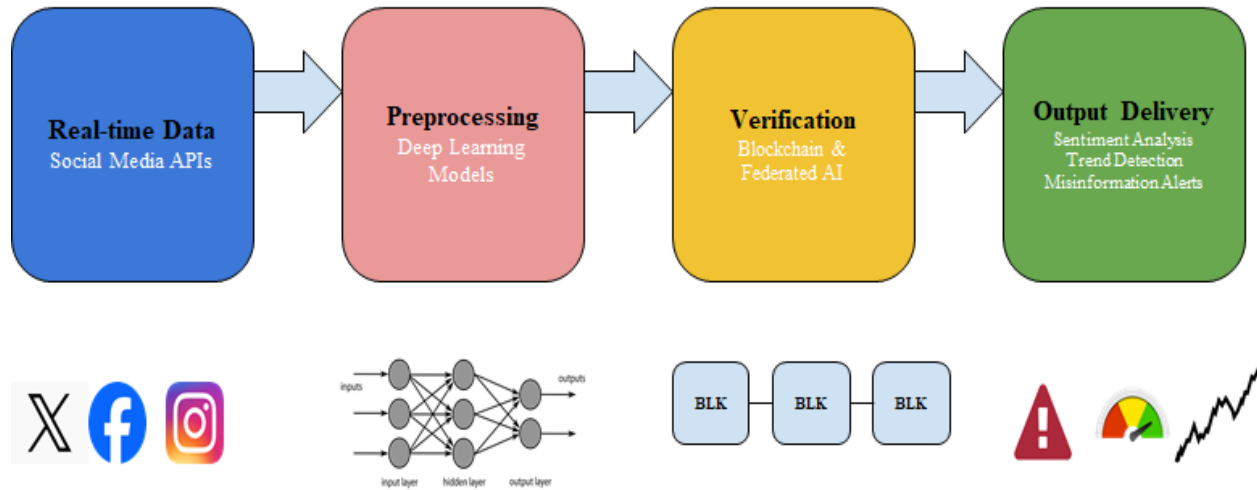 Real-time Data
Social Media APIs
Preprocessing
Deep Learning
Models
Verification
Blockchain &
Federated AI
Output Delivery
Sentiment Analysis
Trend Detection
Misinformation Alerts
inputs
outputs
input layer
hidden layer
output layer
BLK
BLK
BLK